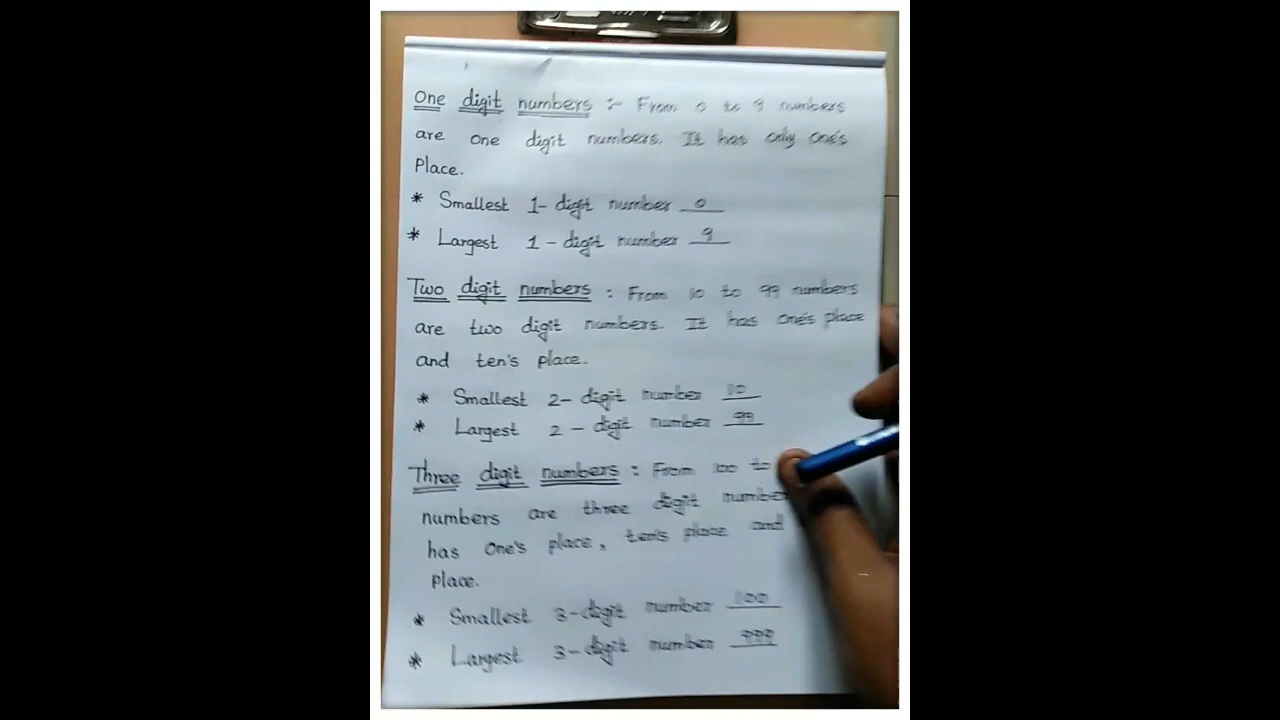 One digit numbers :- From 0 to 9 numbers
are one digit numbers. It has only one's
Place.
* Smallest 1- digit number 0
* Largest 1 - digit number 9
Two digit numbers : From 10 to 99 numbers
are two digit numbers. It has one's place
and ten's place.
* Smallest 2- digit number 10
* Largest 2 - digit number 99
Three digit numbers : From 100 to
numbers are three digit number
has One's place, ten's place and
place.
* Smallest 3-digit number 100
* Largest 3-digit number 999